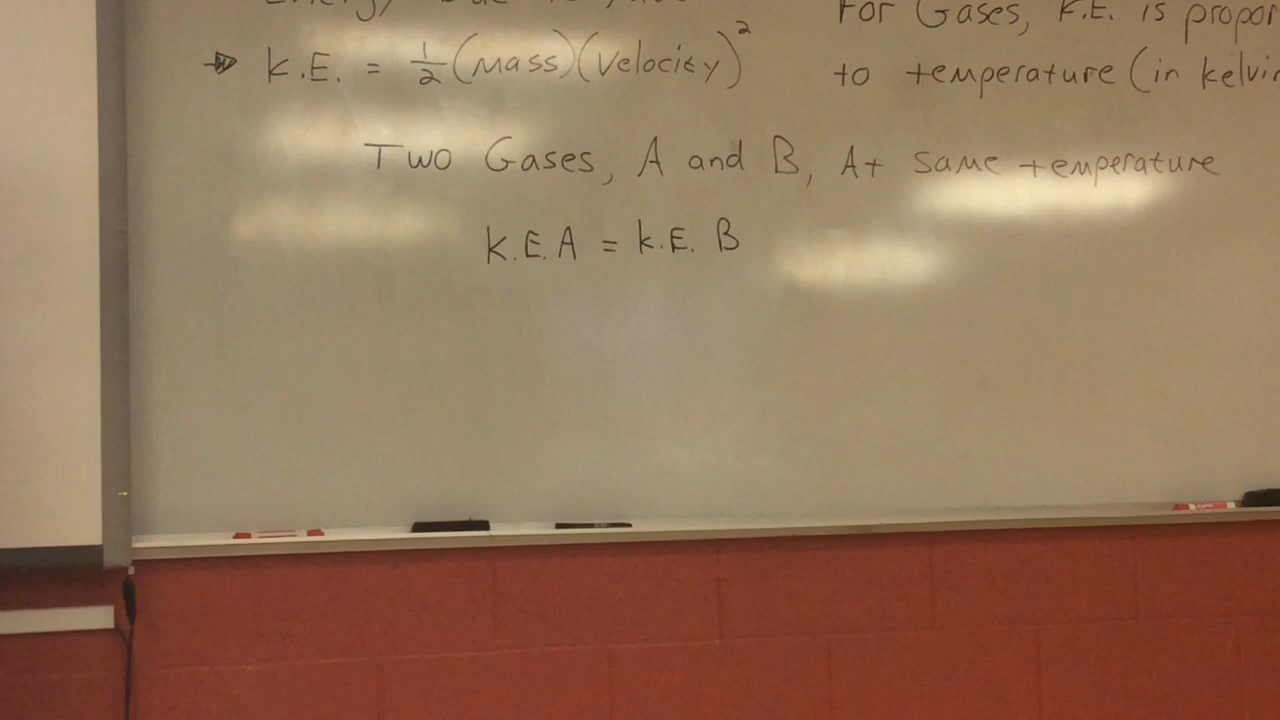 For Gases, K.E. is
K.E. = 1/2 (mass)(velocity)²
to temperature (in
Two Gases, A and B, At same temperature
K.E. A = K.E. B